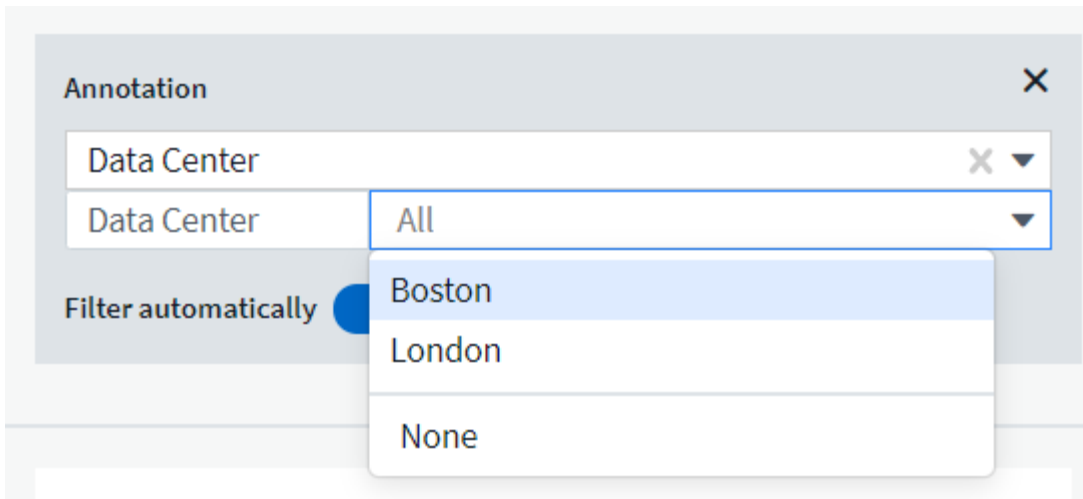 Annotation
Data Center
Data Center All
Boston
Filter automatically
London
None